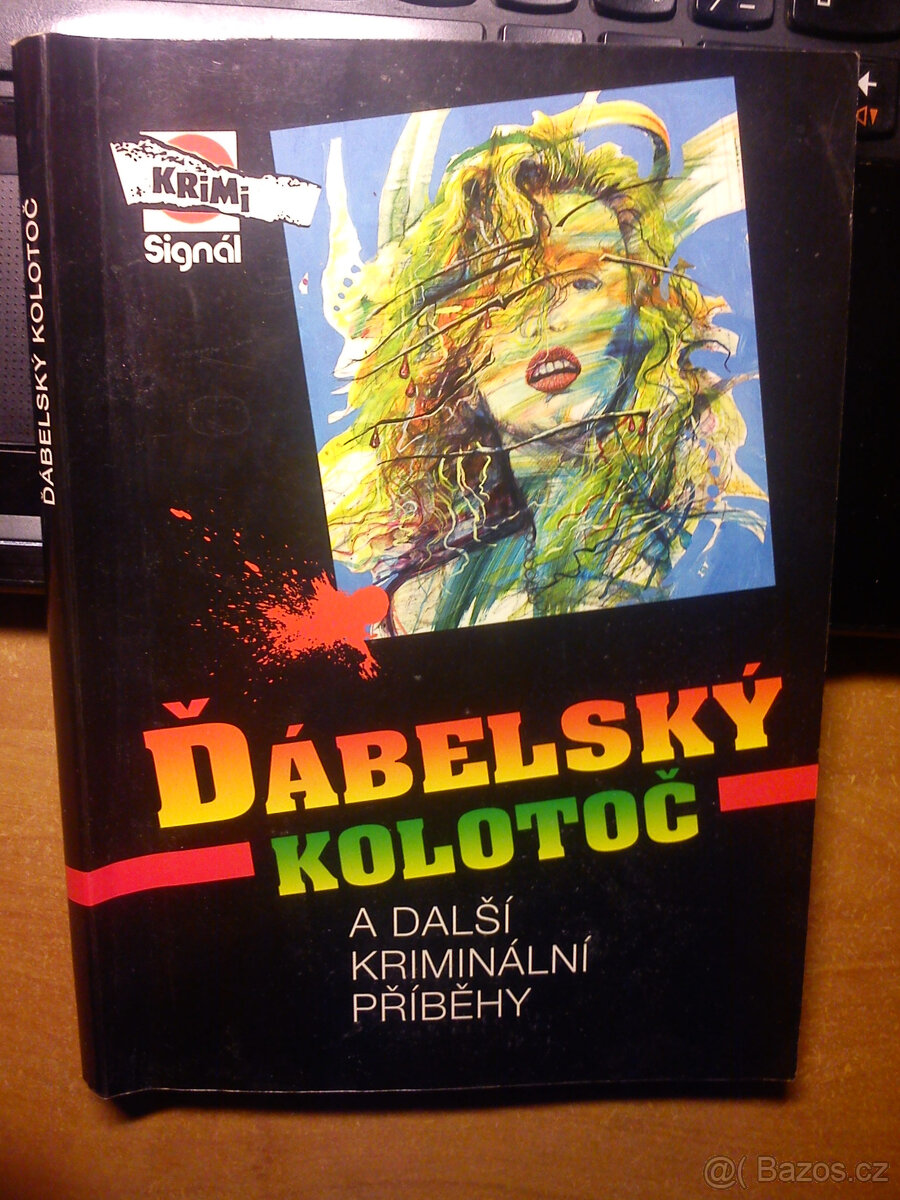 KRiMi
Signál
ĎÁBELSKÝ KOLOTOČ
ĎÁBELSKÝ
KOLOTOČ
A DALŠÍ
KRIMINÁLNÍ
PŘÍBĚHY
@( Bazos.cz